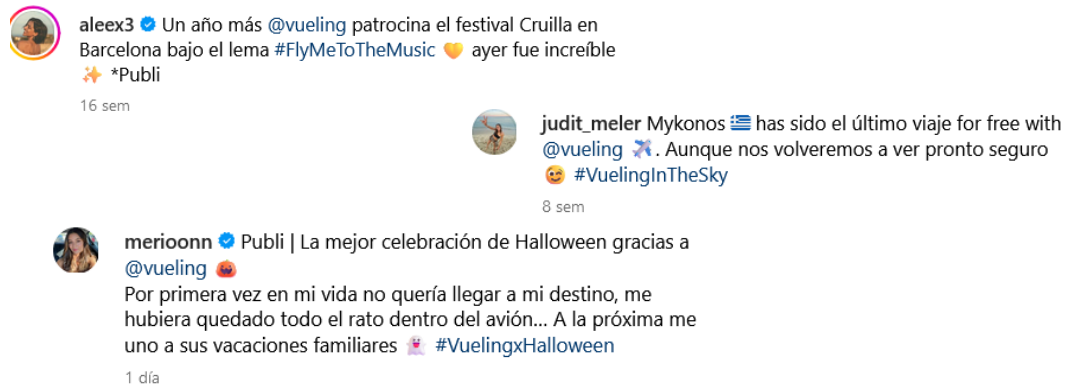 aleex3 Un año más @vueling patrocina el festival Cruilla en
Barcelona bajo el lema #FlyMeToTheMusic 💛 ayer fue increíble
✨ *Publi
16 sem
judit_meler Mykonos 🇬🇷 has sido el último viaje for free with
@vueling ✈️. Aunque nos volveremos a ver pronto seguro
😉 #VuelingInTheSky
8 sem
merioonn Publi | La mejor celebración de Halloween gracias a
@vueling 🎃
Por primera vez en mi vida no quería llegar a mi destino, me
hubiera quedado todo el rato dentro del avión... A la próxima me
uno a sus vacaciones familiares 👻 #VuelingxHalloween
1 día